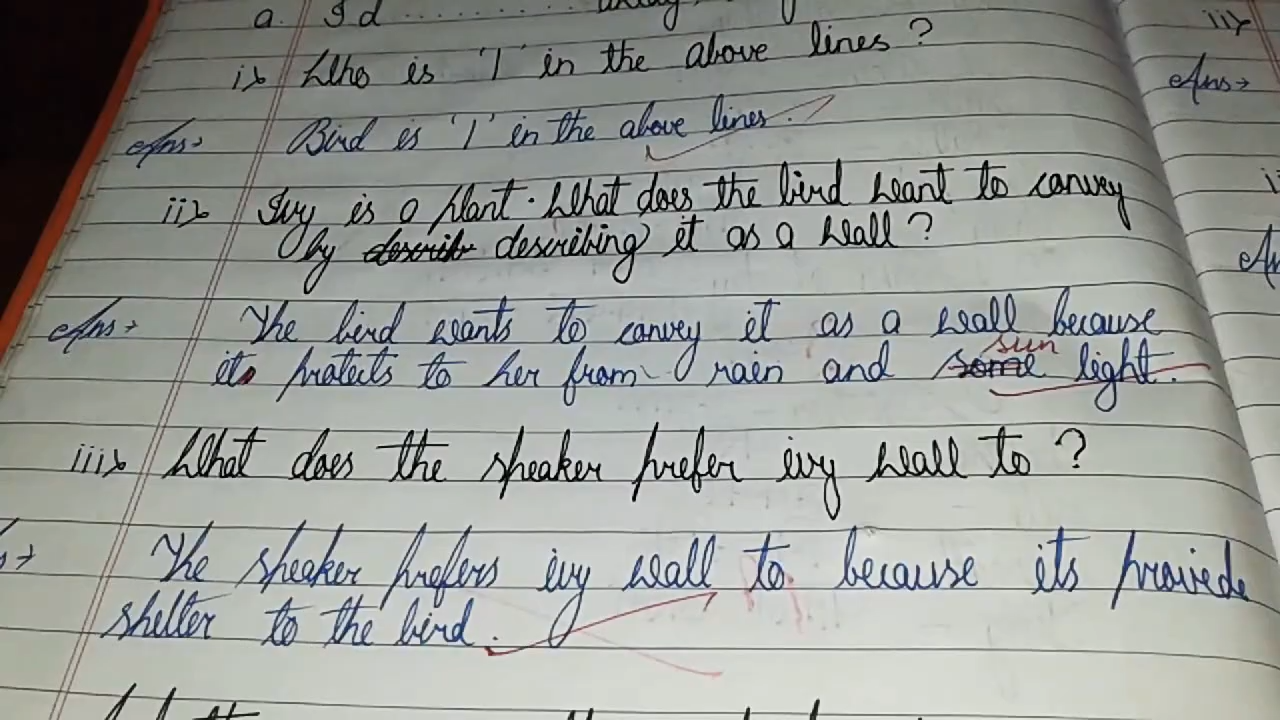 a. I'd ..........
i) Who is 'I' in the above lines?
ii)
Ans→ Bird is 'I' in the above lines.
Ans→
ii) Ivy is a plant. What does the bird want to convey
by describ describing it as a wall?
Ans→ The bird wants to convey it as a wall because
sun
its protects to her from rain and some light.
iii) What does the speaker prefer ivy wall to?
The speaker prefers ivy wall to because its provide
shelter to the bird.